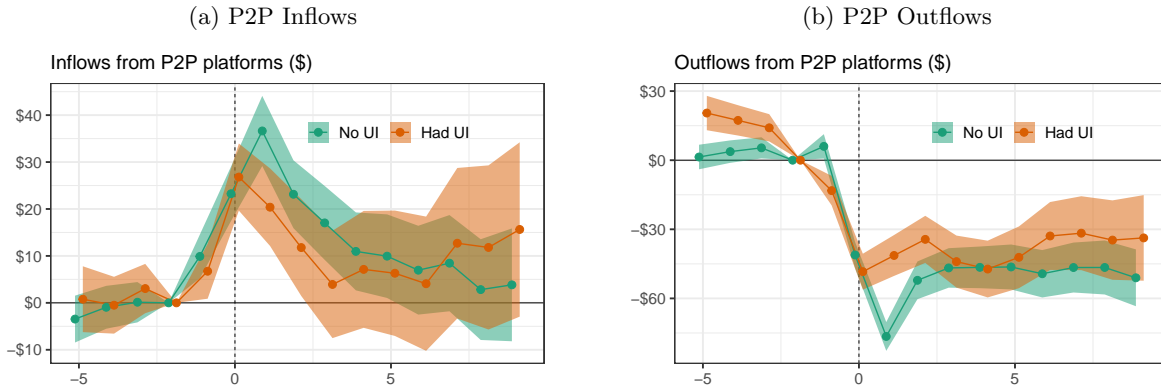 (a) P2P Inflows
Inflows from P2P platforms ($)
$40
$30
$20
$10
$0
−$10
No UI
Had UI
−5
0
5
(b) P2P Outflows
Outflows from P2P platforms ($)
$30
$0
−$30
−$60
No UI
Had UI
−5
0
5